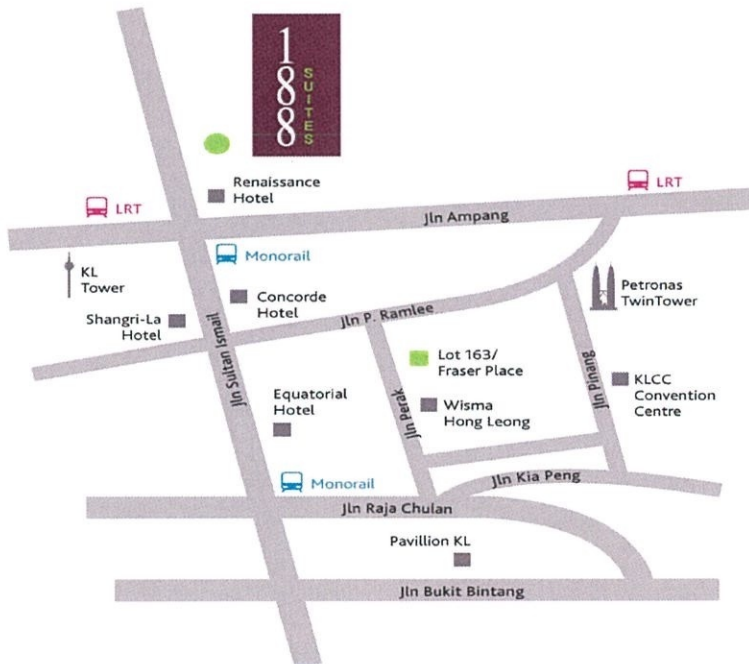 188
SUITES
Renaissance
Hotel
LRT
LRT
Jln Ampang
Monorail
KL
Tower
Concorde
Hotel
Petronas
TwinTower
Shangri-La
Hotel
Jln P. Ramlee
Jln Sultan Ismail
Lot 163/
Fraser Place
Jln Pinang
KLCC
Convention
Centre
Equatorial
Hotel
Jln Perak
Wisma
Hong Leong
Monorail
Jln Kia Peng
Jln Raja Chulan
Pavillion KL
Jln Bukit Bintang